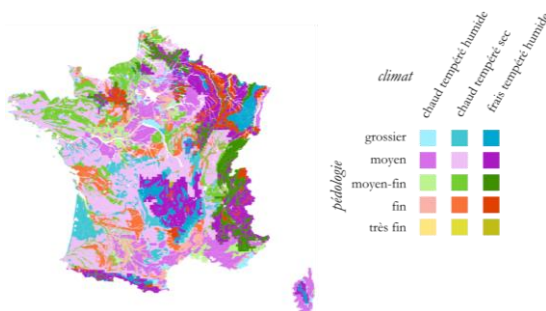 climat
chaud tempéré humide
chaud tempéré sec
frais tempéré humide
pédologie
grossier
moyen
moyen-fin
fin
très fin